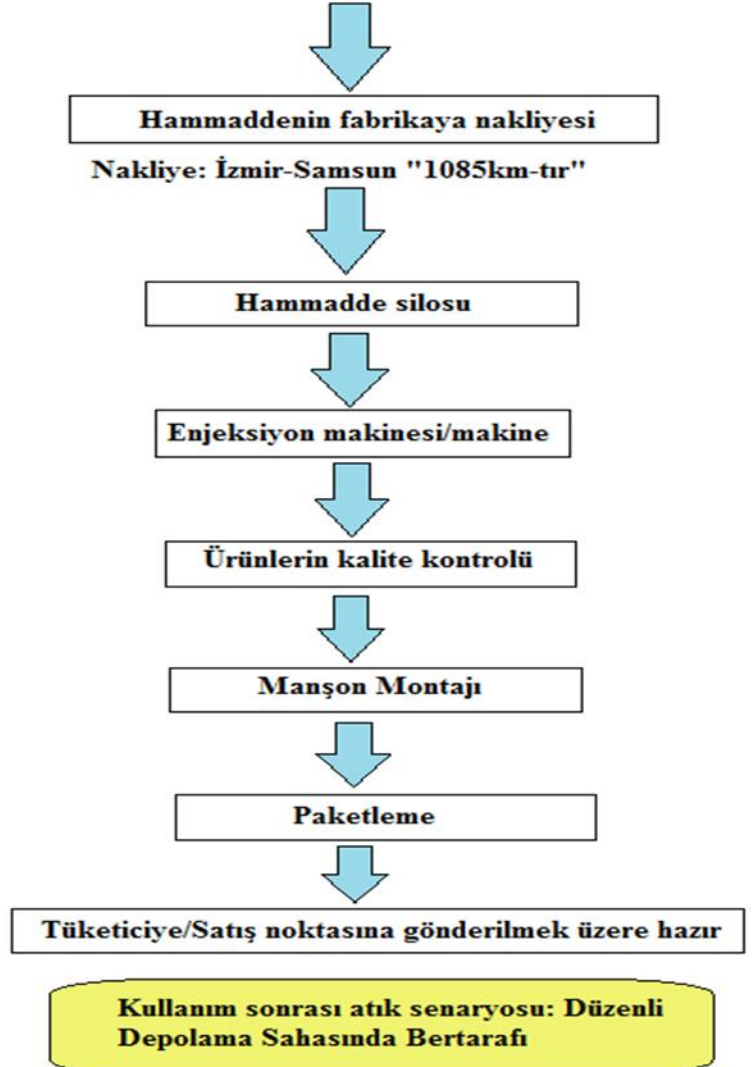 Hammaddenin fabrikaya nakliyesi
Nakliye: İzmir-Samsun "1085km-tır"
Hammadde silosu
Enjeksiyon makinesi/makine
Ürünlerin kalite kontrolü
Manşon Montajı
Paketleme
Tüketiciye/Satış noktasına gönderilmek üzere hazır
Kullanım sonrası atık senaryosu: Düzenli
Depolama Sahasında Bertarafı